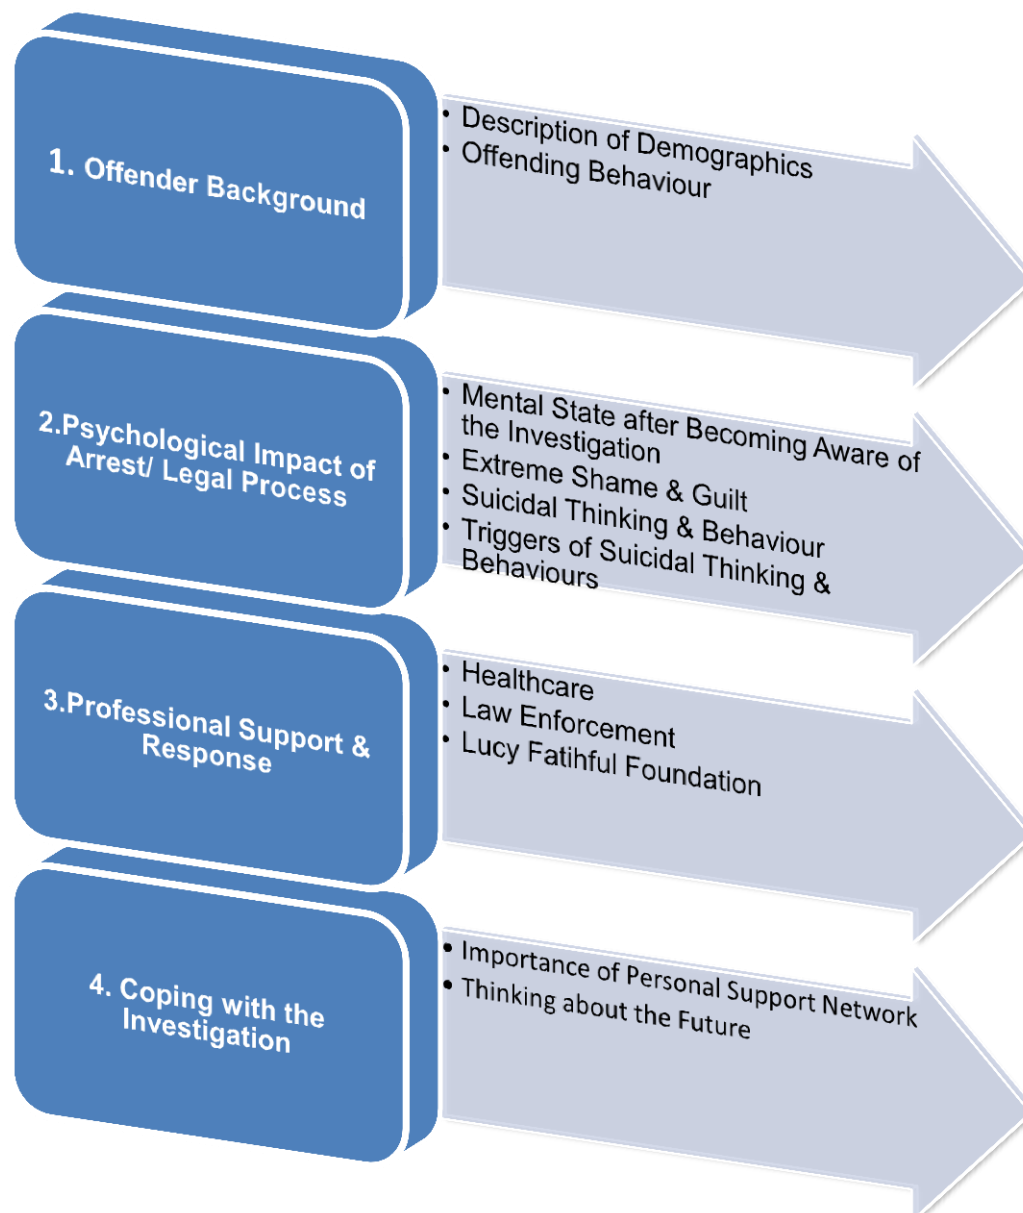 1. Offender Background
• Description of Demographics
• Offending Behaviour
2.Psychological Impact of
Arrest/ Legal Process
• Mental State after Becoming Aware of
the Investigation
• Extreme Shame & Guilt
• Suicidal Thinking & Behaviour
• Triggers of Suicidal Thinking &
Behaviours
3.Professional Support &
Response
• Healthcare
• Law Enforcement
• Lucy Fatihful Foundation
4. Coping with the
Investigation
• Importance of Personal Support Network
• Thinking about the Future